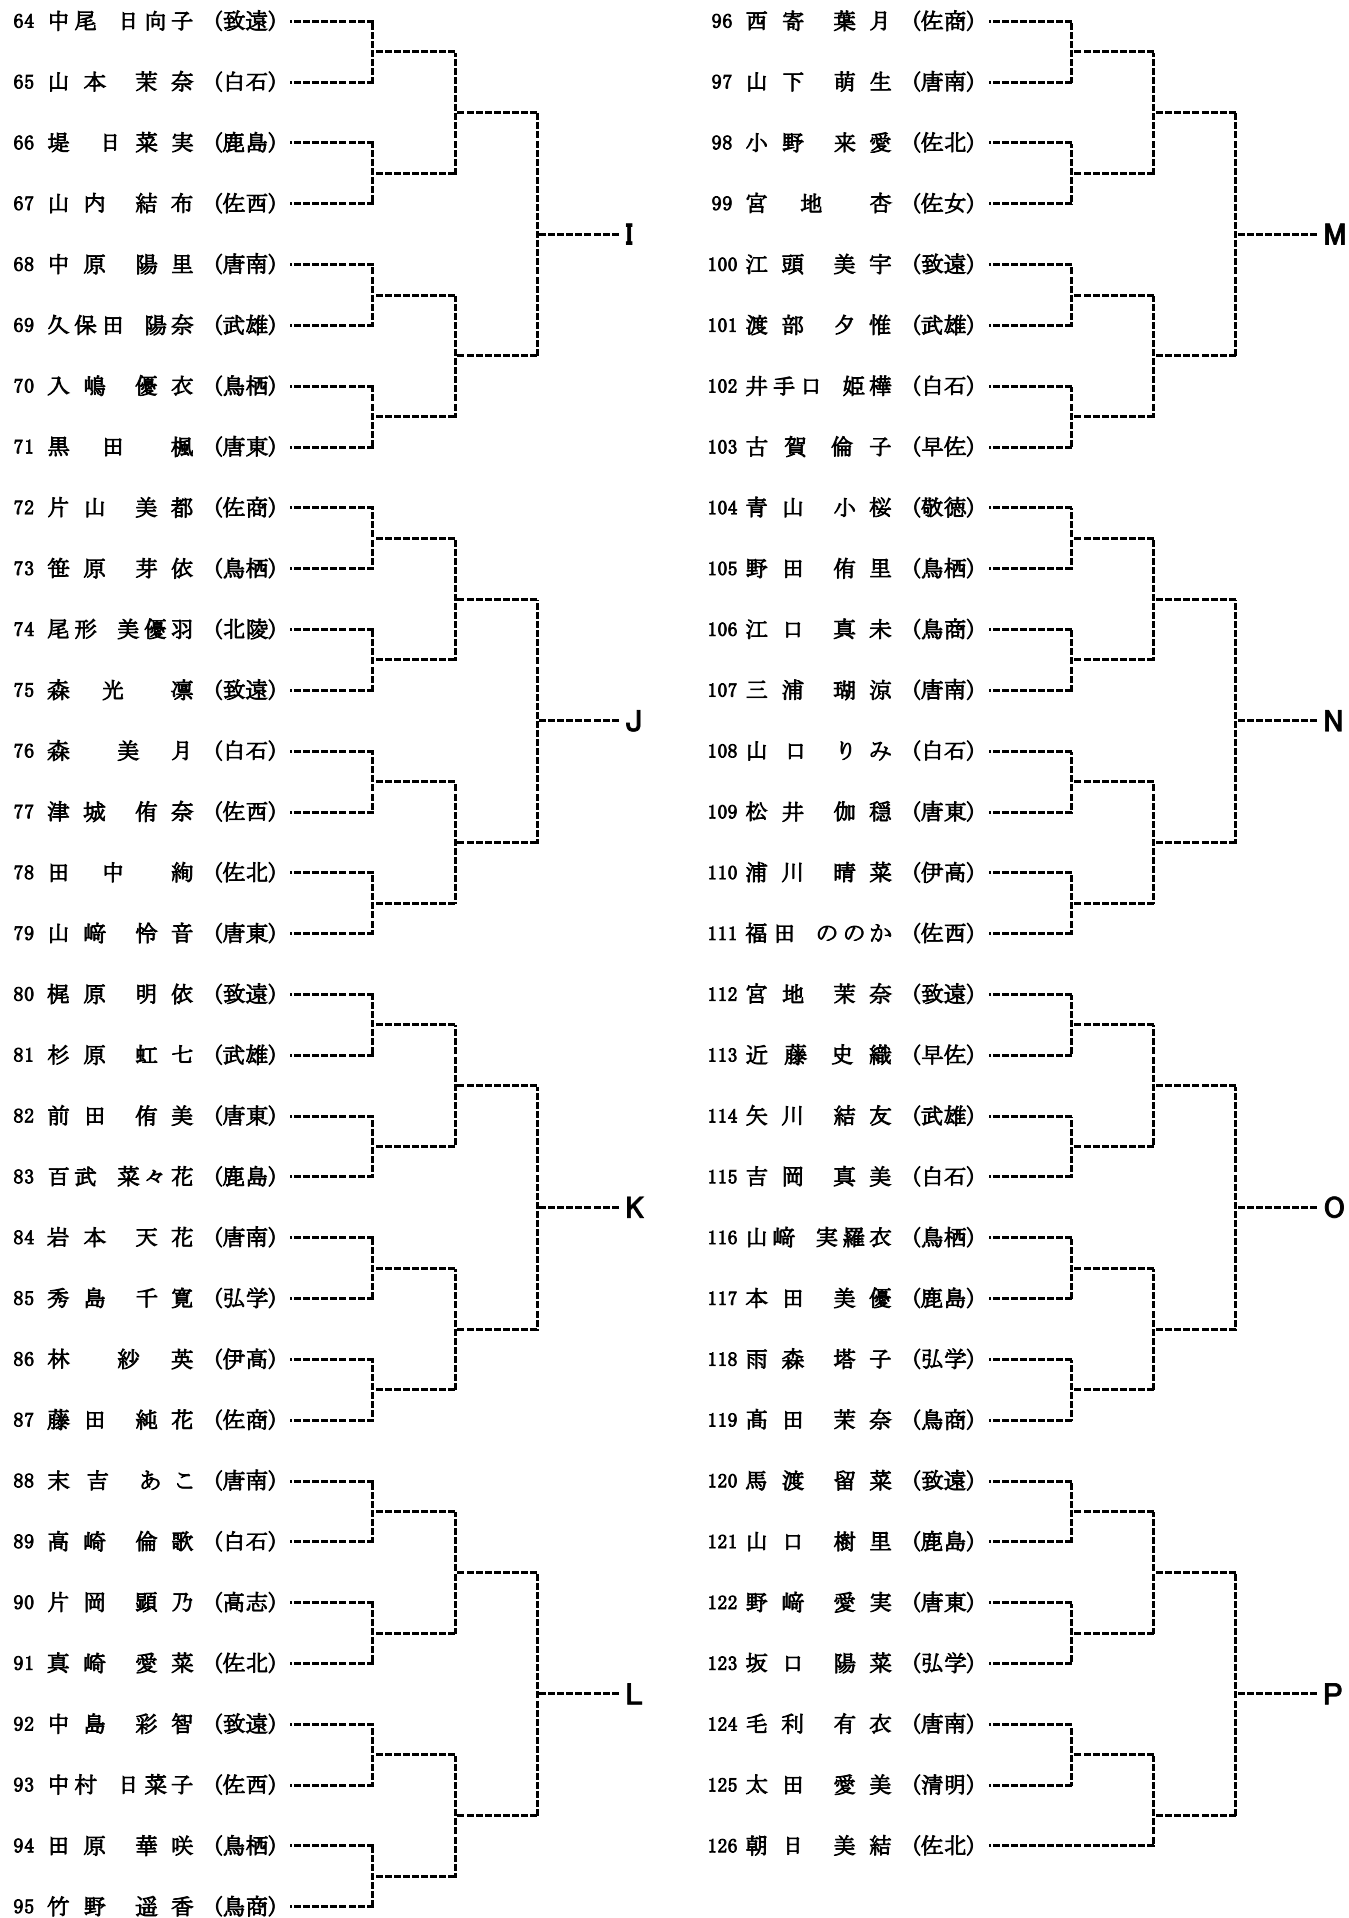 64 中尾 日向子 (致遠)
65 山本 茉奈 (白石)
66 堤 日菜実 (鹿島)
67 山内 結布 (佐西)
I
68 中原 陽里 (唐南)
69 久保田 陽奈 (武雄)
70 入嶋 優衣 (鳥栖)
71 黒田 楓 (唐東)
72 片山 美都 (佐商)
73 笹原 芽依 (鳥栖)
74 尾形 美優羽 (北陵)
75 森光 凛 (致遠)
J
76 森 美月 (白石)
77 津城 侑奈 (佐西)
78 田中 絢 (佐北)
79 山﨑 怜音 (唐東)
80 梶原 明依 (致遠)
81 杉原 虹七 (武雄)
82 前田 侑美 (唐東)
83 百武 菜々花 (鹿島)
K
84 岩本 天花 (唐南)
85 秀島 千寛 (弘学)
86 林 紗英 (伊高)
87 藤田 純花 (佐商)
88 末吉 あこ (唐南)
89 高崎 倫歌 (白石)
90 片岡 顕乃 (高志)
91 真崎 愛菜 (佐北)
L
92 中島 彩智 (致遠)
93 中村 日菜子 (佐西)
94 田原 華咲 (鳥栖)
95 竹野 遥香 (鳥商)
96 西寄 葉月 (佐商)
97 山下 萌生 (唐南)
98 小野 来愛 (佐北)
99 宮地 杏 (佐女)
M
100 江頭 美宇 (致遠)
101 渡部 夕惟 (武雄)
102 井手口 姫樺 (白石)
103 古賀 倫子 (早佐)
104 青山 小桜 (敬徳)
105 野田 侑里 (鳥栖)
106 江口 真未 (鳥商)
107 三浦 瑚涼 (唐南)
N
108 山口 りみ (白石)
109 松井 伽穏 (唐東)
110 浦川 晴菜 (伊高)
111 福田 ののか (佐西)
112 宮地 茉奈 (致遠)
113 近藤 史織 (早佐)
114 矢川 結友 (武雄)
115 吉岡 真美 (白石)
O
116 山﨑 実羅衣 (鳥栖)
117 本田 美優 (鹿島)
118 雨森 塔子 (弘学)
119 髙田 茉奈 (鳥商)
120 馬渡 留菜 (致遠)
121 山口 樹里 (鹿島)
122 野﨑 愛実 (唐東)
123 坂口 陽菜 (弘学)
P
124 毛利 有衣 (唐南)
125 太田 愛美 (清明)
126 朝日 美結 (佐北)